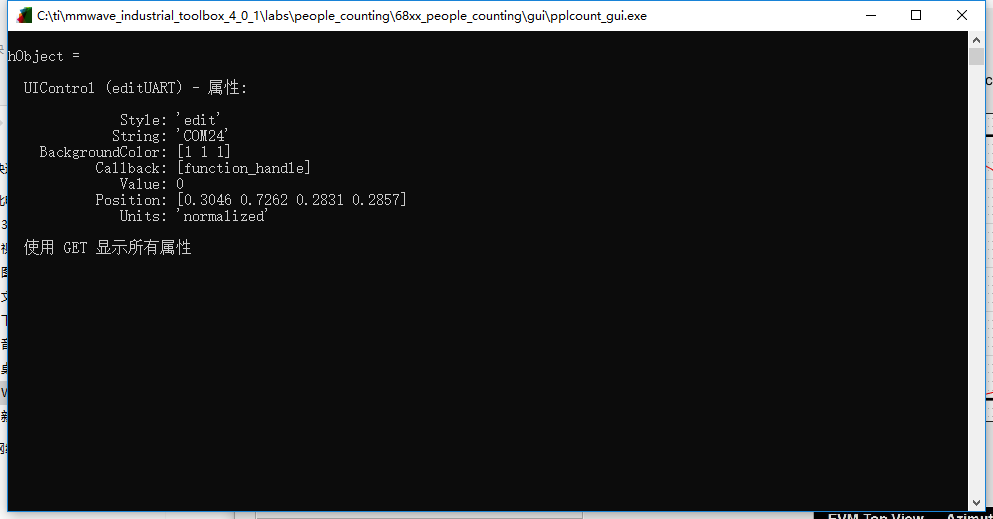 C:\ti\mmwave_industrial_toolbox_4_0_1\labs\people_counting\68xx_people_counting\gui\pplcount_gui.exe
hObject =
UIControl (editUART) - 属性:
Style: 'edit'
String: 'COM24'
BackgroundColor: [1 1 1]
Callback: [function_handle]
Value: 0
Position: [0.3046 0.7262 0.2831 0.2857]
Units: 'normalized'
使用 GET 显示所有属性
EVM Top View